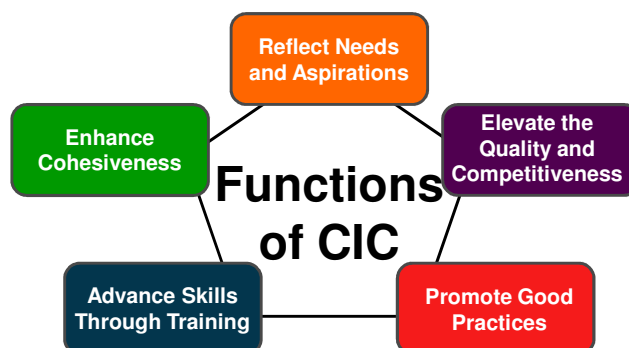 Reflect Needs
and Aspirations
Enhance
Cohesiveness
Elevate the
Quality and
Competitiveness
Functions
of CIC
Advance Skills
Through Training
Promote Good
Practices